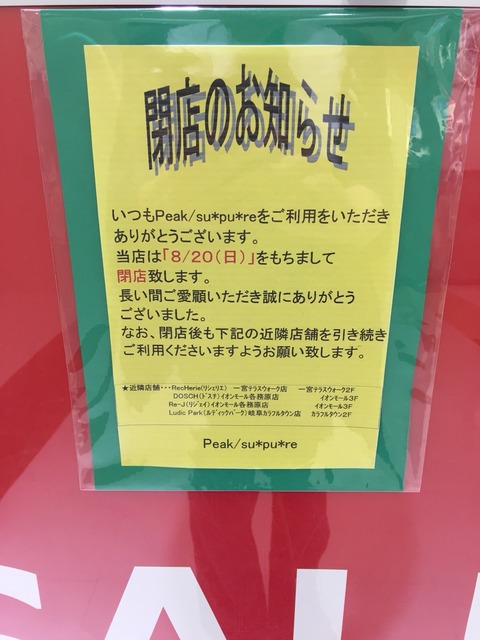 閉店のお知らせ
いつもPeak/su*pu*reをご利用をいただき
ありがとうございます。
当店は「8/20(日)」をもちまして
閉店致します。
長い間ご愛顧いただき誠にありがとう
ございました。
なお、閉店後も下記の近隣店舗を引き続き
ご利用くださいますようお願い致します。
★近隣店舗・・・RecHerie(リシェリエ) 一宮テラスウォーク店 一宮テラスウォーク2F
DOSCH(ドスチ)イオンモール各務原店 イオンモール3F
Re-J(リジェイ)イオンモール各務原店 イオンモール3F
Ludic Park(ルディックパーク)岐阜カラフルタウン店 カラフルタウン2F
Peak/su*pu*re
SAL